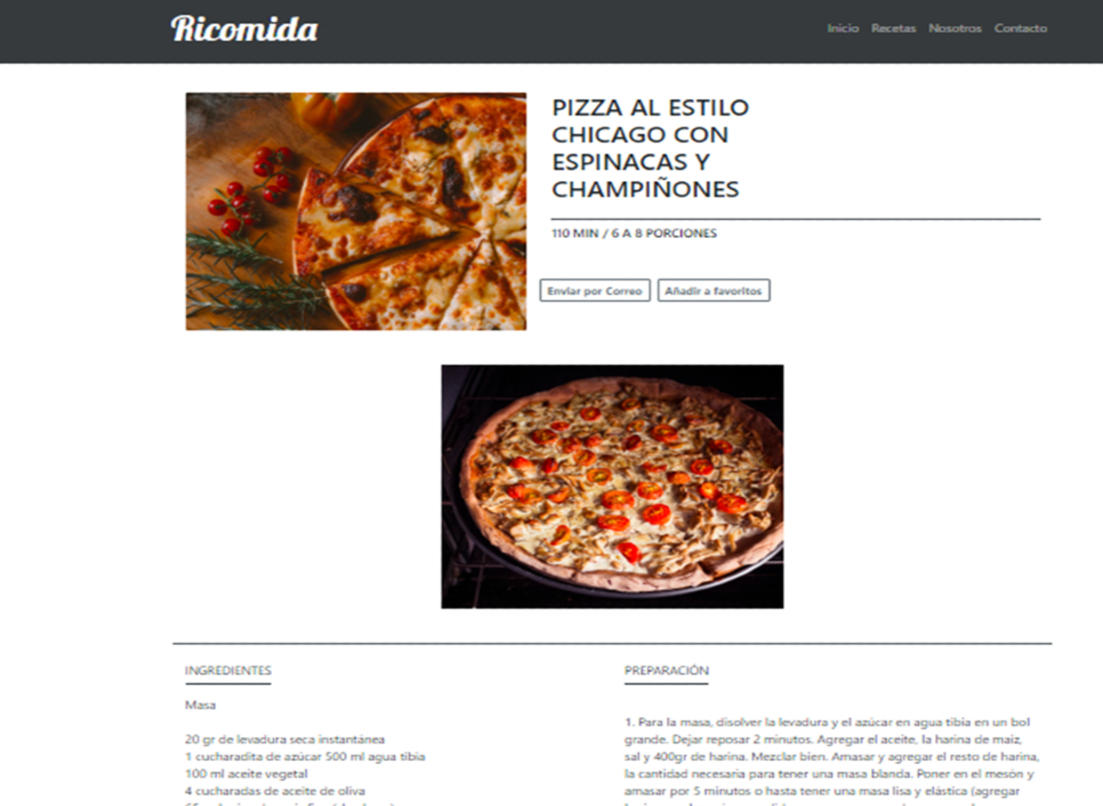 Ricomida
Inicio Recetas Nosotros Contacto
PIZZA AL ESTILO
CHICAGO CON
ESPINACAS Y
CHAMPIÑONES
110 MIN / 6 A 8 PORCIONES
Enviar por Correo Añadir a favoritos
INGREDIENTES
Masa
20 gr de levadura seca instantánea
1 cucharadita de azúcar 500 ml agua tibia
100 ml aceite vegetal
4 cucharadas de aceite de oliva
PREPARACIÓN
1. Para la masa, disolver la levadura y el azúcar en agua tibia en un bol
grande. Dejar reposar 2 minutos. Agregar el aceite, la harina de maiz,
sal y 400gr de harina. Mezclar bien. Amasar y agregar el resto de harina,
la cantidad necesaria para tener una masa blanda. Poner en el mesón y
amasar por 5 minutos o hasta tener una masa lisa y elástica (agregar